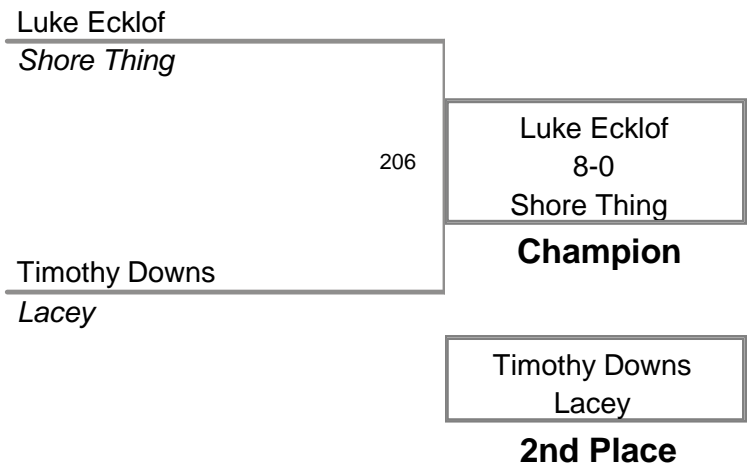 Luke Ecklof
Shore Thing
206
Luke Ecklof
8-0
Shore Thing
Champion
Timothy Downs
Lacey
Timothy Downs
Lacey
2nd Place